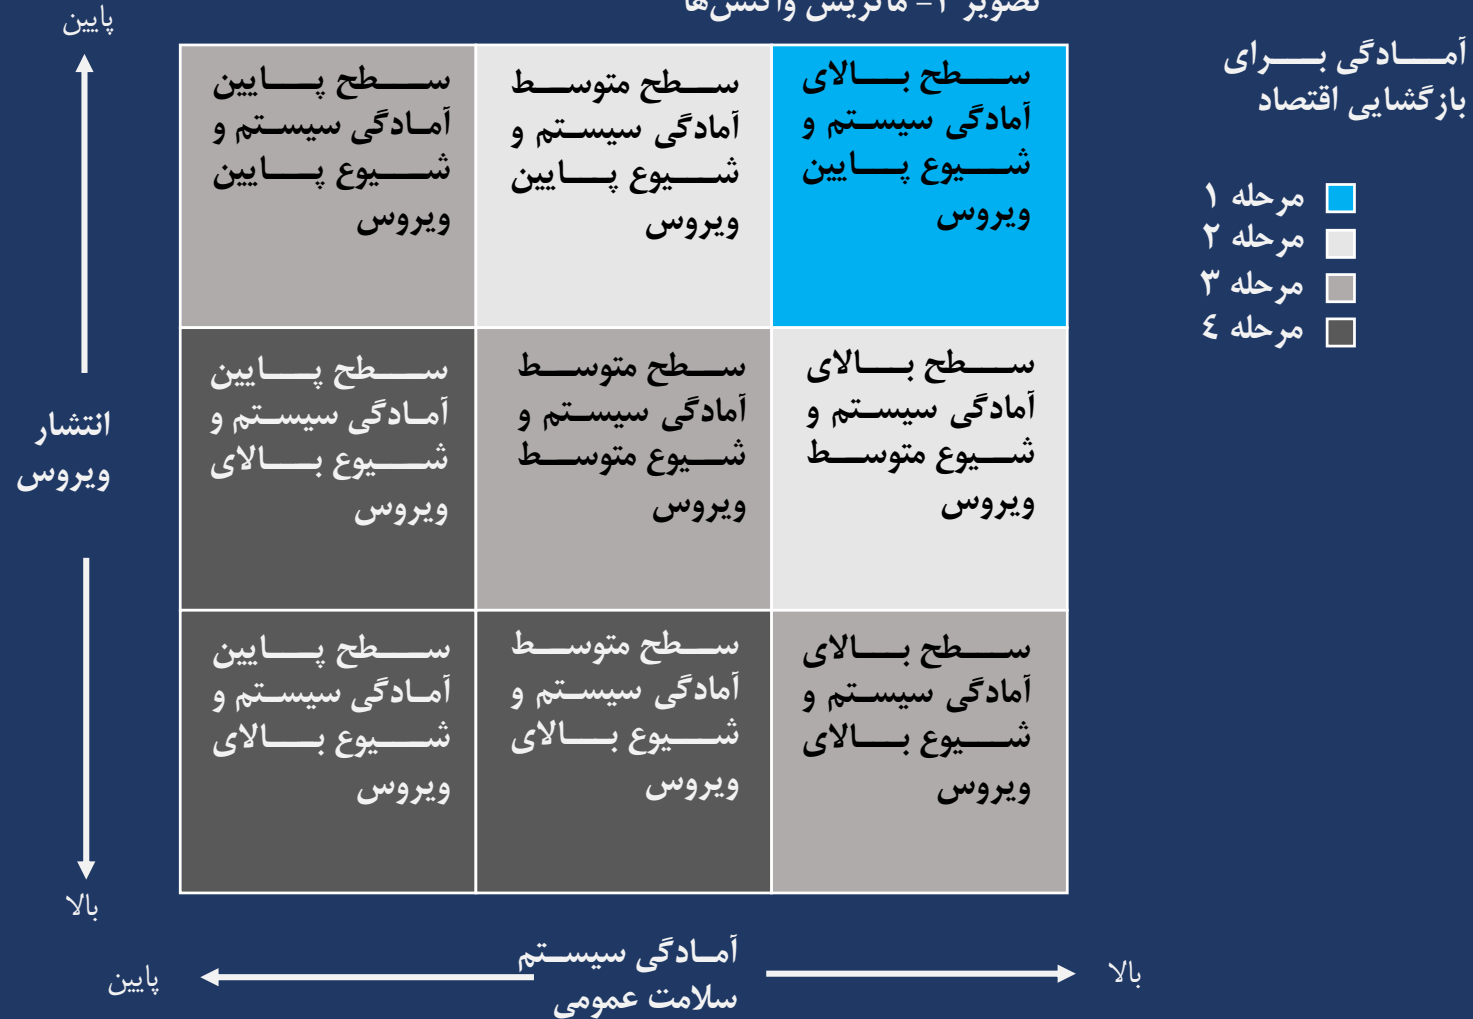 تصویر - ماتریس واکنش‌ها
آمادگی برای
بازگشایی اقتصاد
مرحله ۱
مرحله ۲
مرحله ۳
مرحله ٤
پایین
انتشار
ویروس
بالا
سطح بالای
آمادگی سیستم و
شیوع پایین
ویروس
سطح متوسط
آمادگی سیستم و
شیوع پایین
ویروس
سطح پایین
آمادگی سیستم و
شیوع پایین
ویروس
سطح بالای
آمادگی سیستم و
شیوع متوسط
ویروس
سطح متوسط
آمادگی سیستم و
شیوع متوسط
ویروس
سطح پایین
آمادگی سیستم و
شیوع بالای
ویروس
سطح بالای
آمادگی سیستم و
شیوع بالای
ویروس
سطح متوسط
آمادگی سیستم و
شیوع بالای
ویروس
سطح پایین
آمادگی سیستم و
شیوع بالای
ویروس
بالا
آمادگی سیستم
سلامت عمومی
پایین